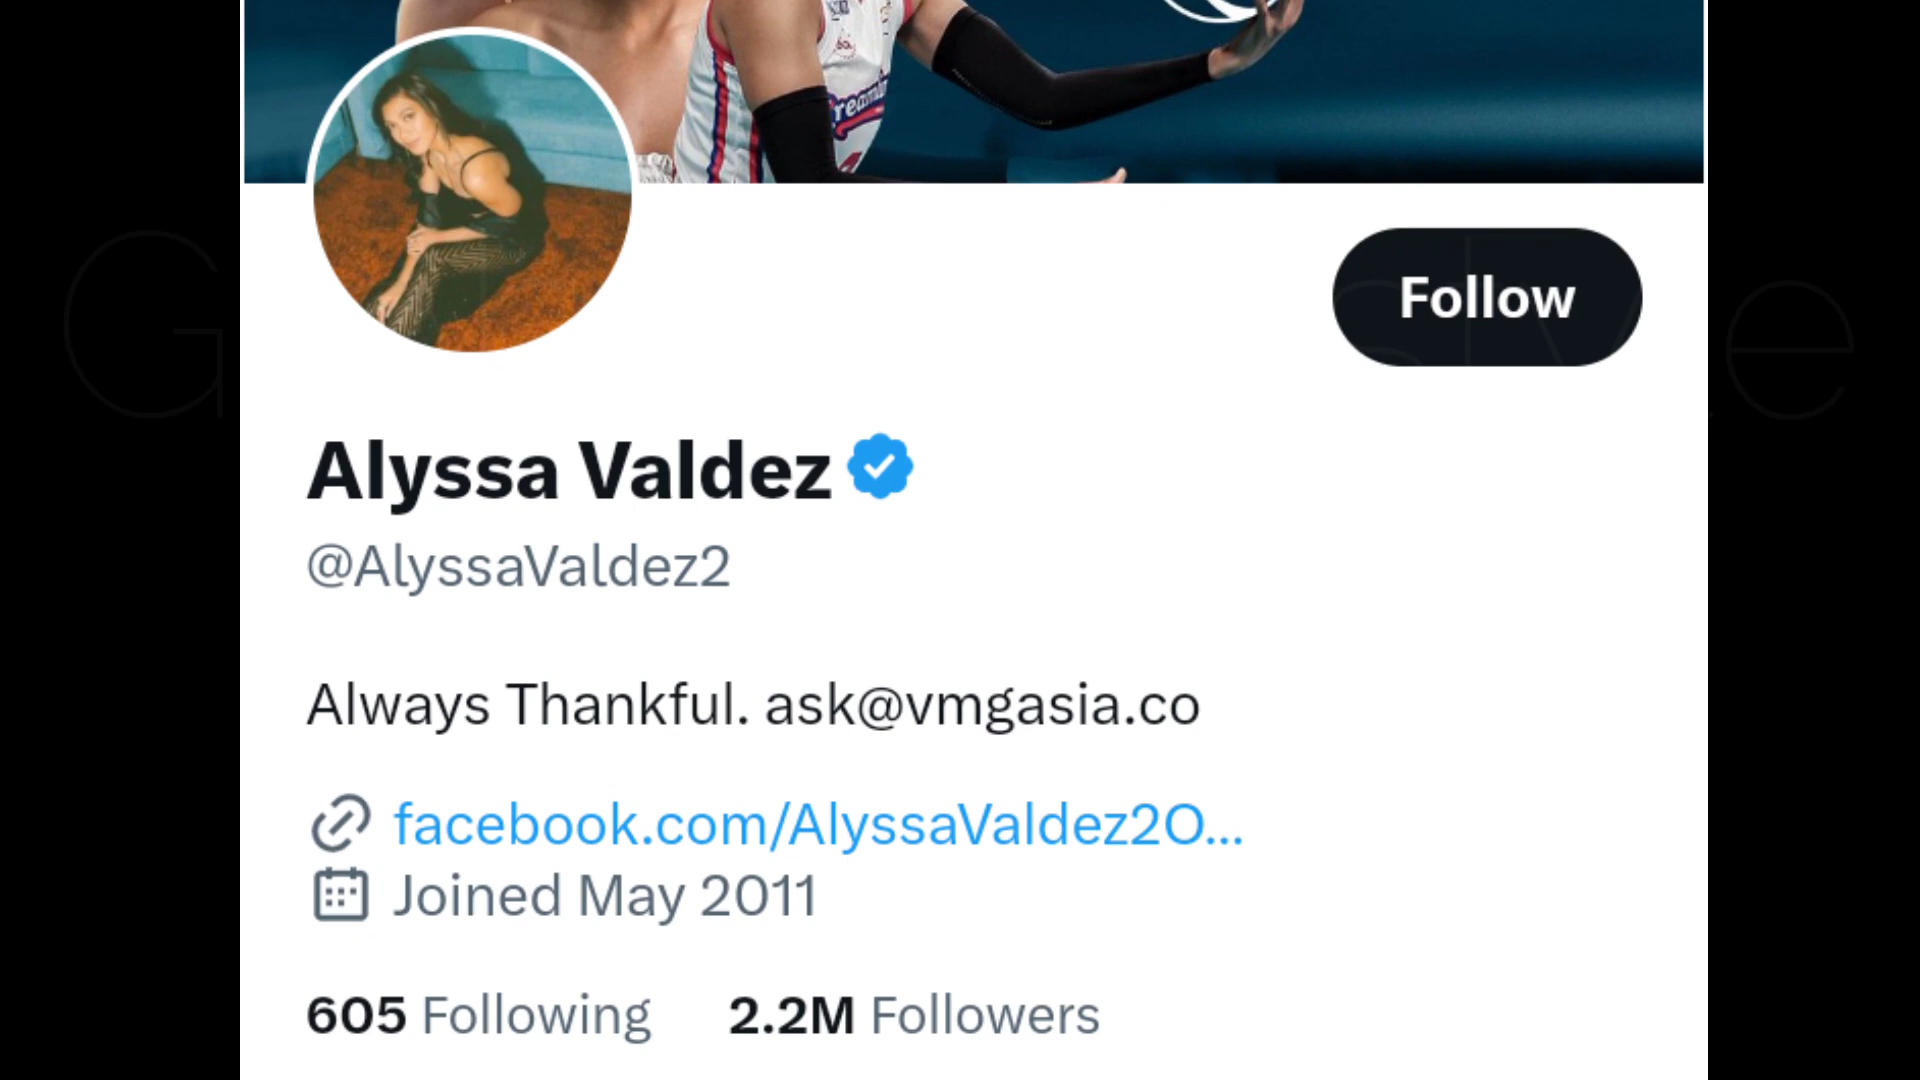 Follow
Alyssa Valdez
@AlyssaValdez2
Always Thankful. ask@vmgasia.co
facebook.com/AlyssaValdez2O...
Joined May 2011
605 Following 2.2M Followers